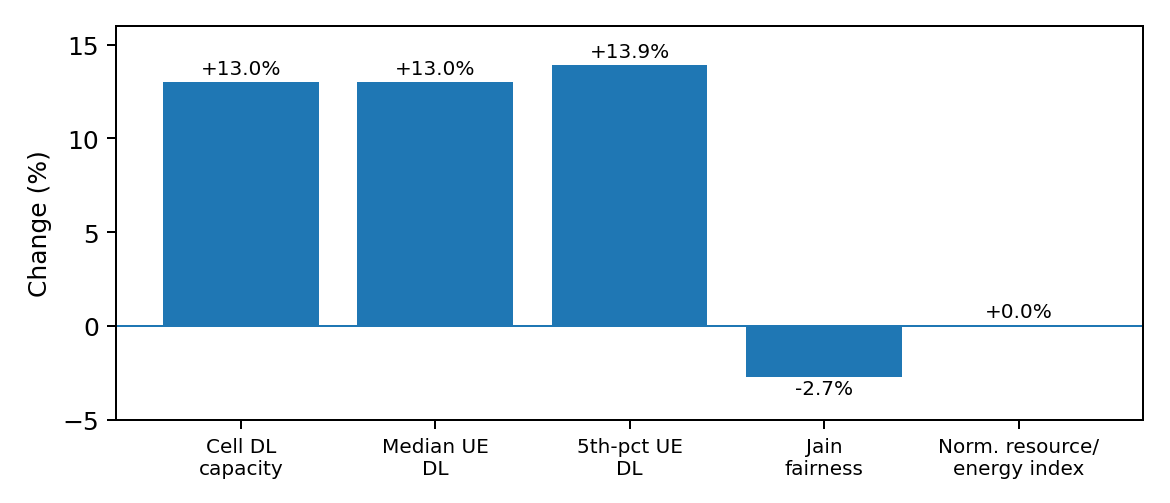 Change (%)
15
10
5
0
−5
+13.0%
+13.0%
+13.9%
-2.7%
+0.0%
Cell DL
capacity
Median UE
DL
5th-pct UE
DL
Jain
fairness
Norm. resource/
energy index